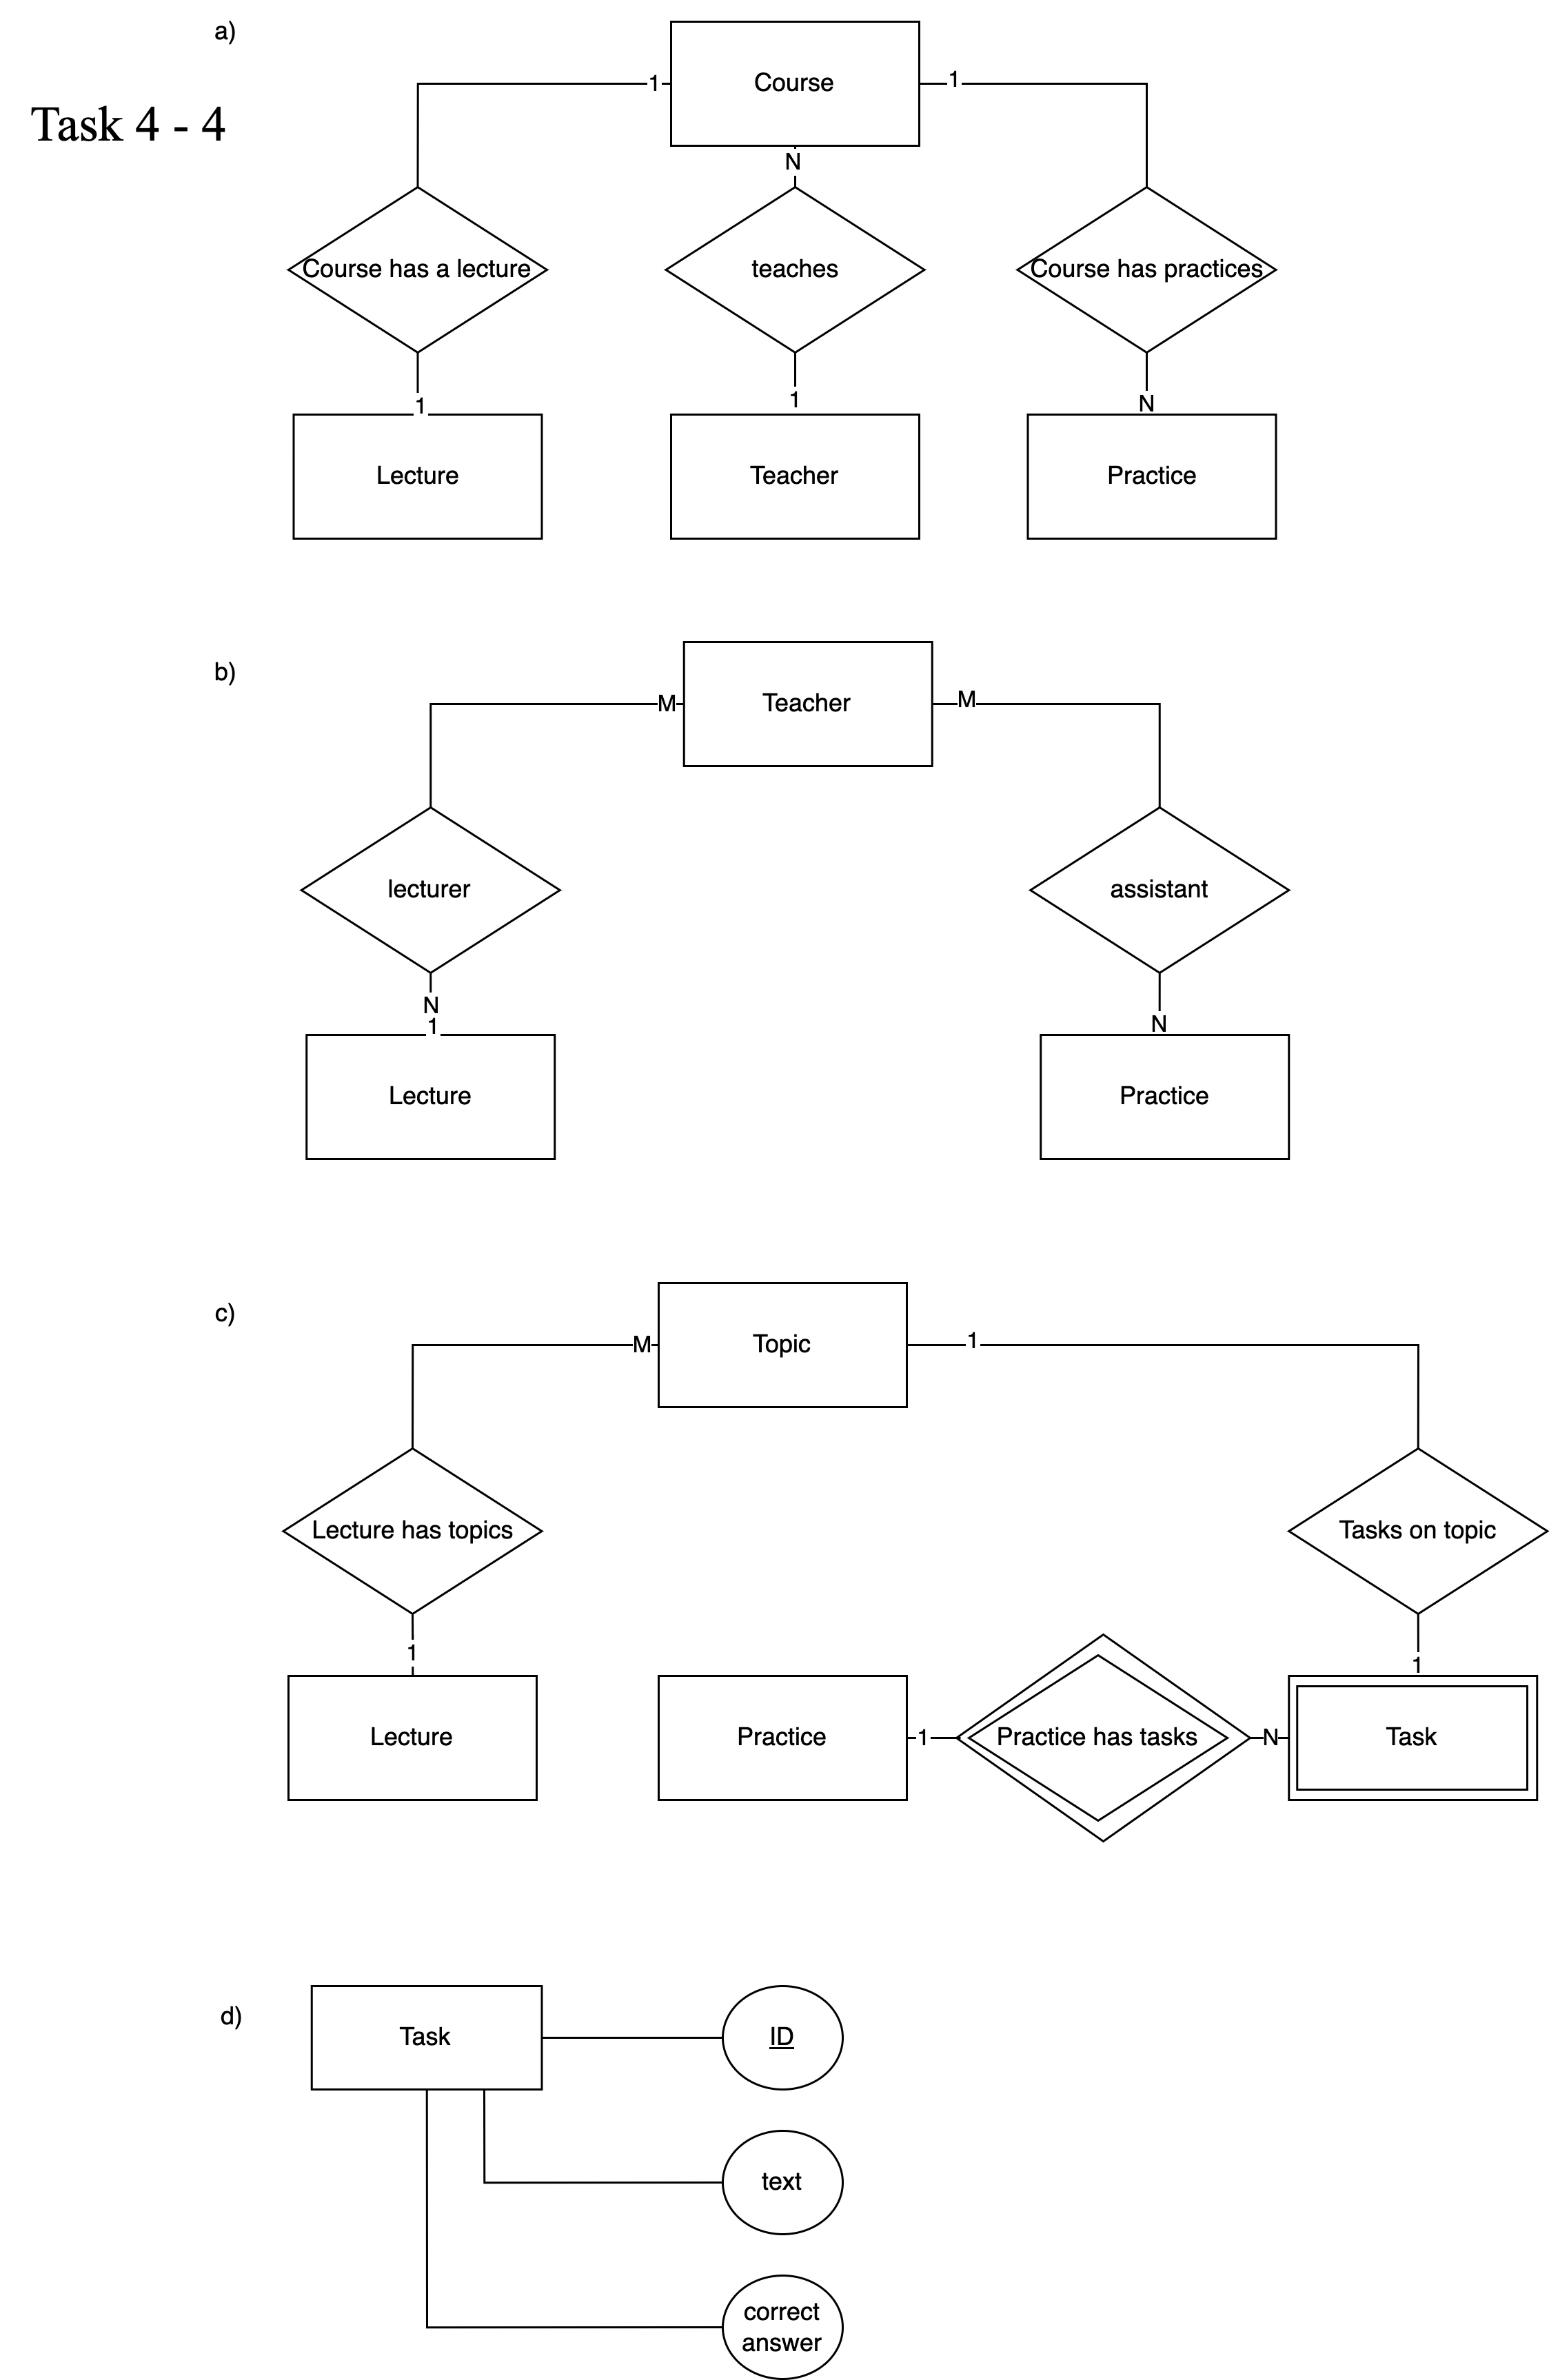 a)
Task 4 - 4
1
Course
1
N
Course has a lecture
teaches
Course has practices
1
1
N
Lecture
Teacher
Practice
b)
M
Teacher
M
lecturer
assistant
N
1
N
Lecture
Practice
c)
M
Topic
1
Lecture has topics
Tasks on topic
1
1
Lecture
Practice
1
Practice has tasks
N
Task
d)
Task
ID
text
correct
answer